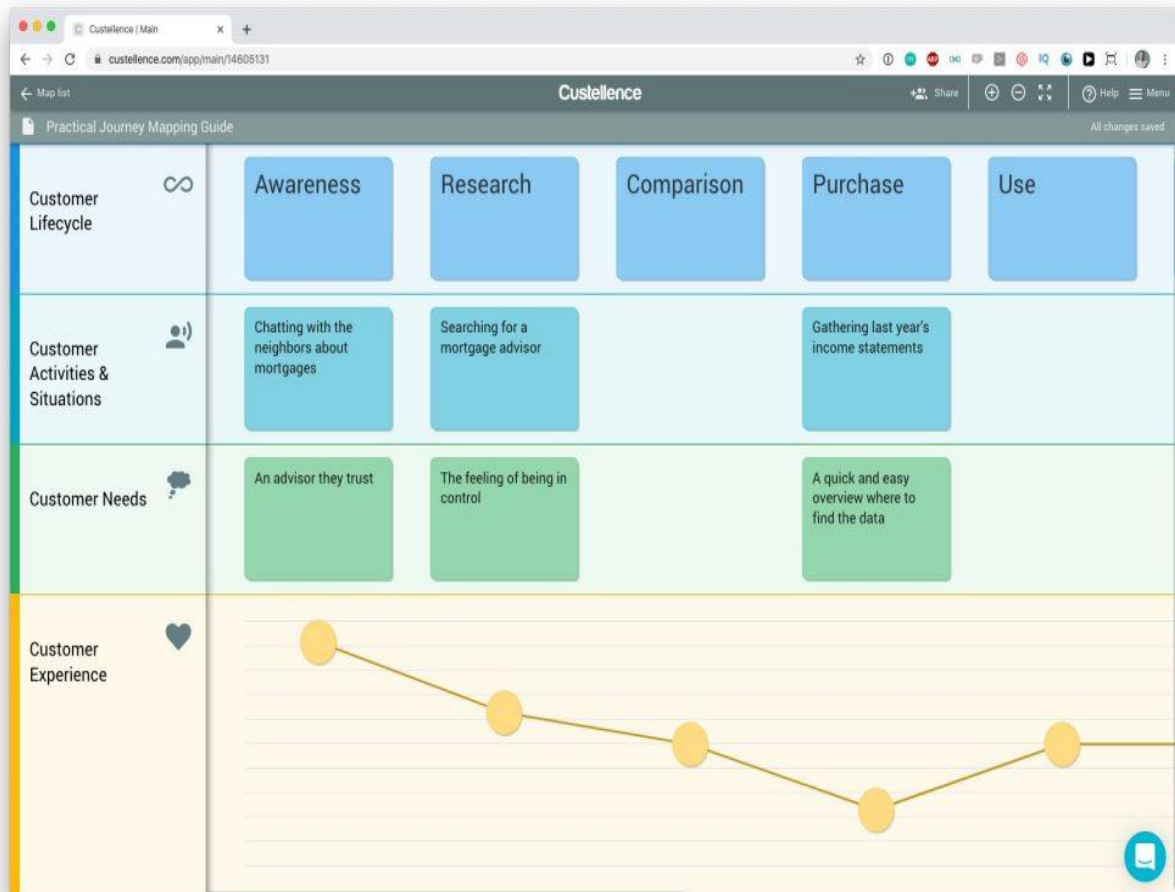 Custellence | Main
custellence.com/app/main/14605131
Map list
Custellence
Share
Help
Menu
Practical Journey Mapping Guide
All changes saved
Customer
Lifecycle
Awareness
Research
Comparison
Purchase
Use
Customer
Activities &
Situations
Chatting with the
neighbors about
mortgages
Searching for a
mortgage advisor
Gathering last year's
income statements
Customer Needs
An advisor they trust
The feeling of being in
control
A quick and easy
overview where to
find the data
Customer
Experience